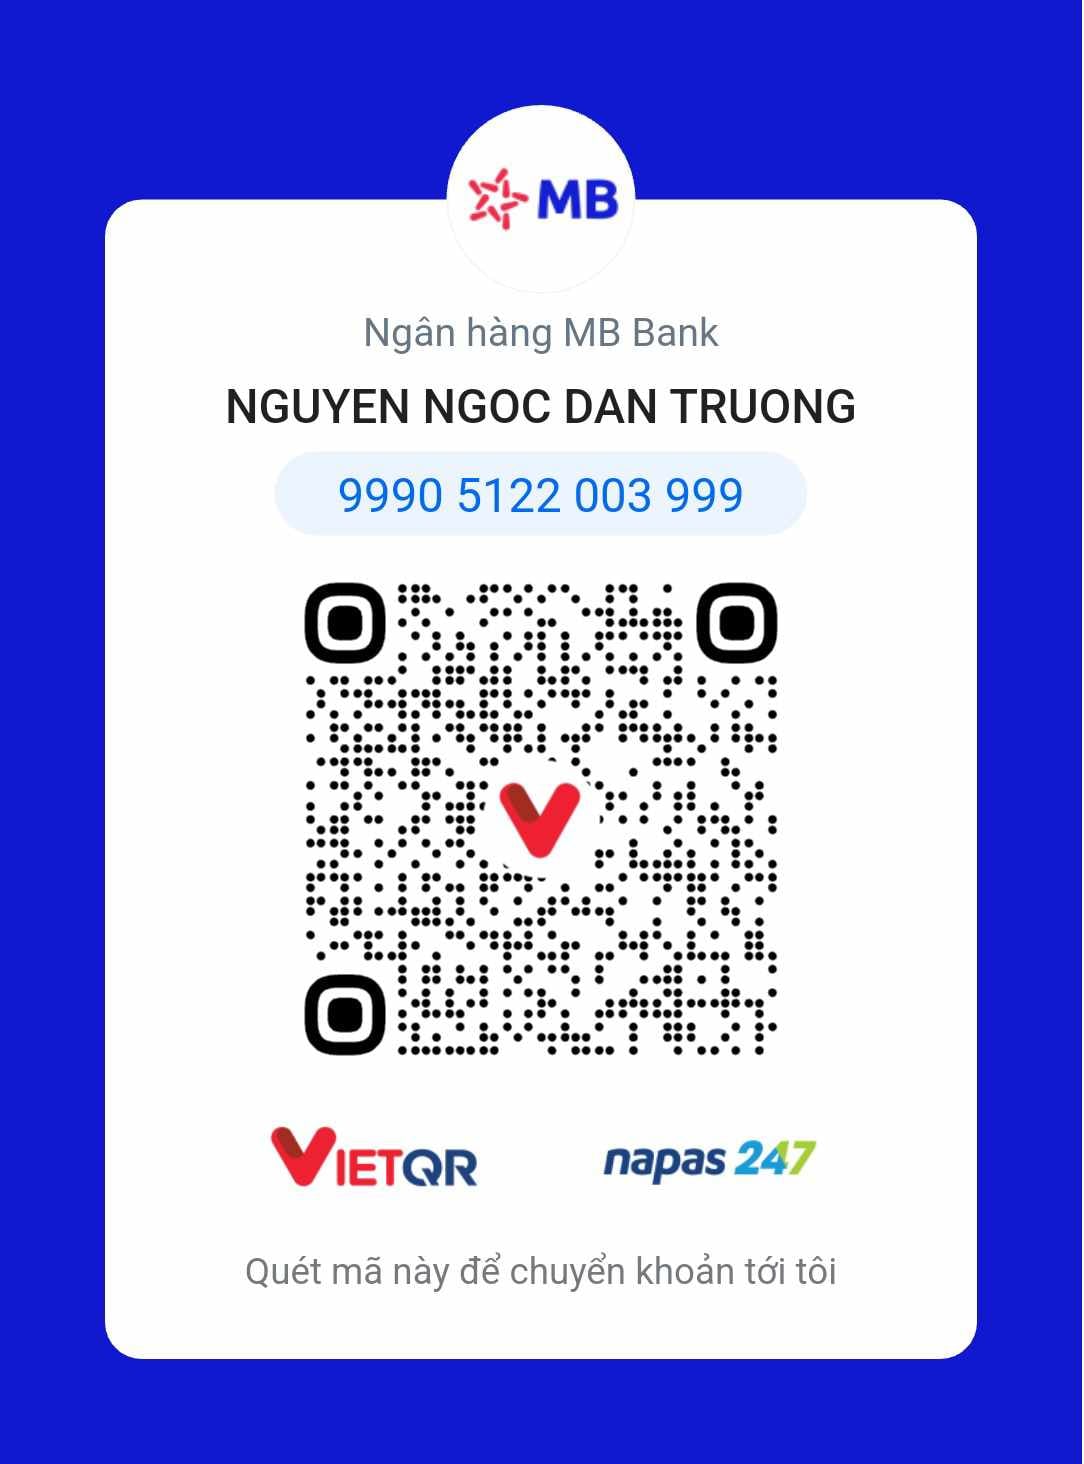 MB
Ngân hàng MB Bank
NGUYEN NGOC DAN TRUONG
9990 5122 003 999
VIETQR
napas 247
Quét mã này để chuyển khoản tới tôi